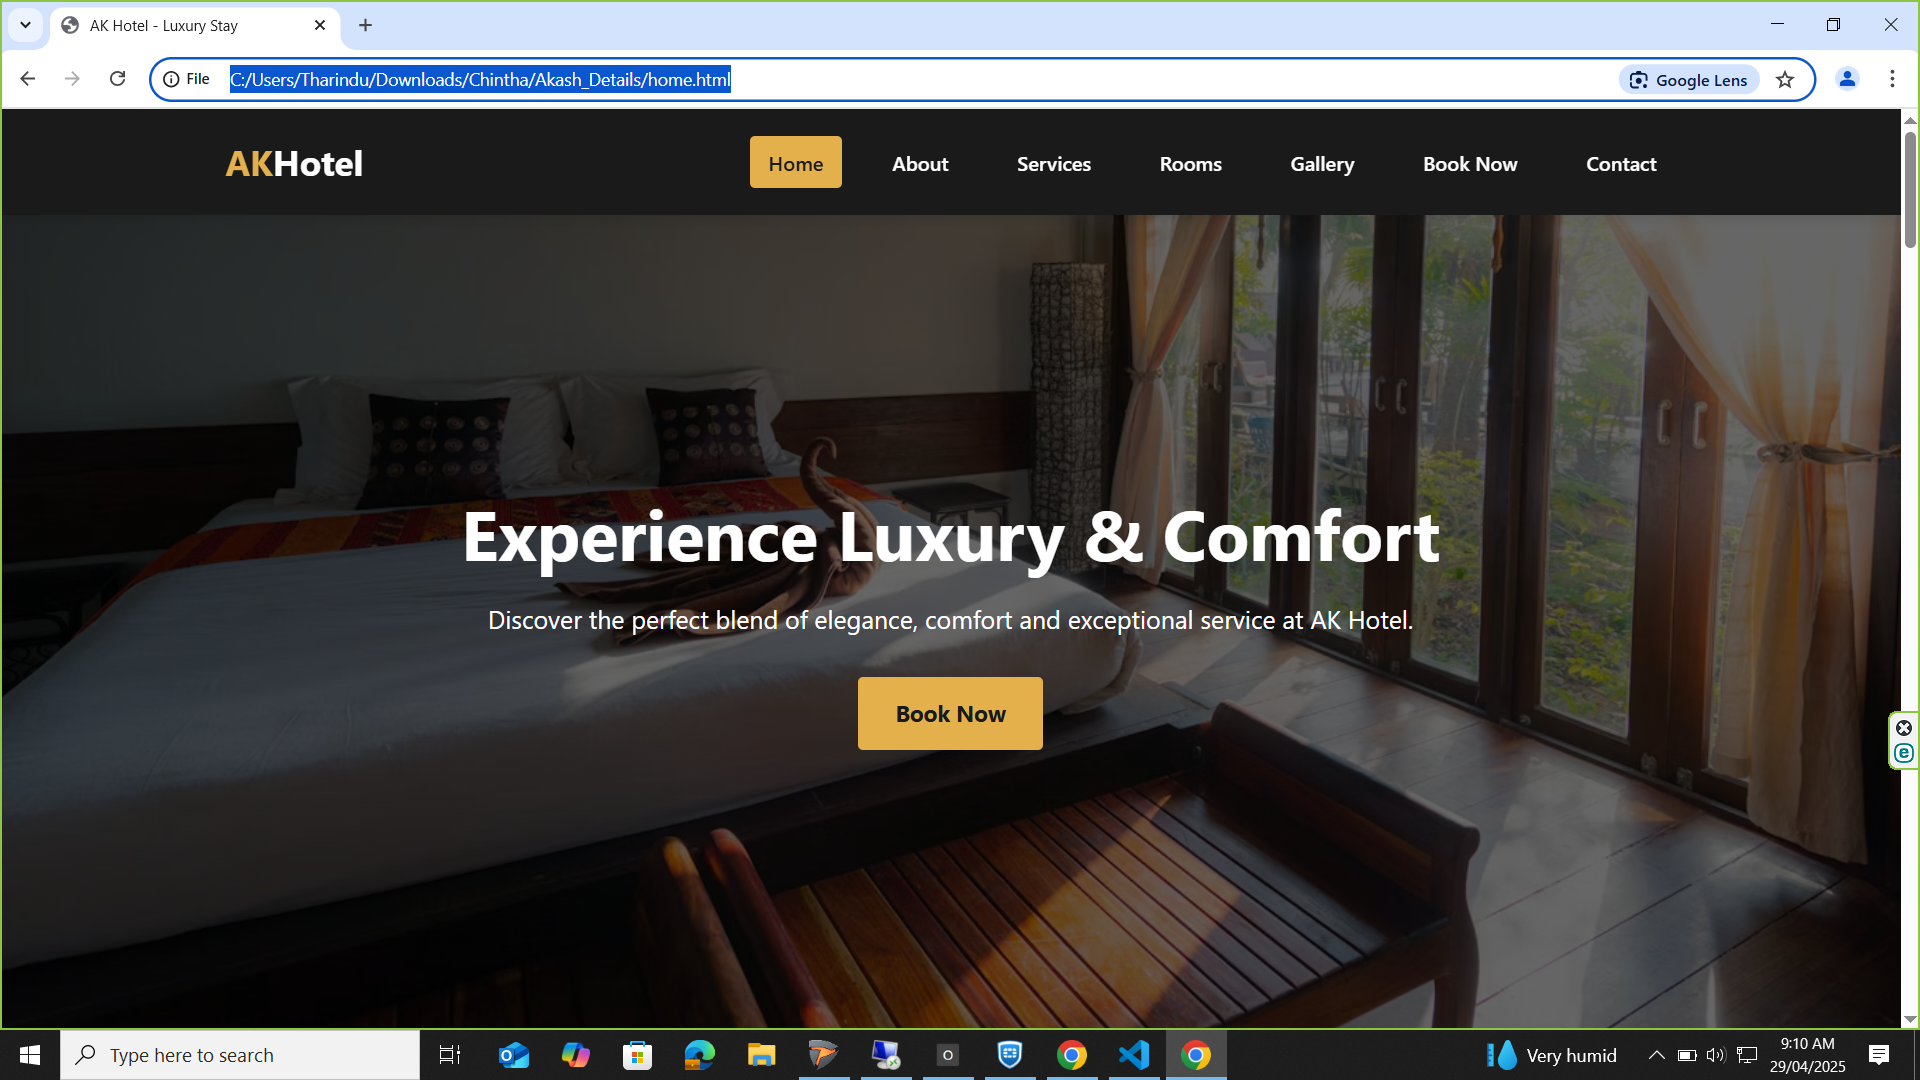 AK Hotel - Luxury Stay
File
C:/Users/Tharindu/Downloads/Chintha/Akash_Details/home.html
Google Lens
AKHotel
Home
About
Services
Rooms
Gallery
Book Now
Contact
Experience Luxury & Comfort
Discover the perfect blend of elegance, comfort and exceptional service at AK Hotel.
Book Now
Type here to search
Very humid
9:10 AM
29/04/2025